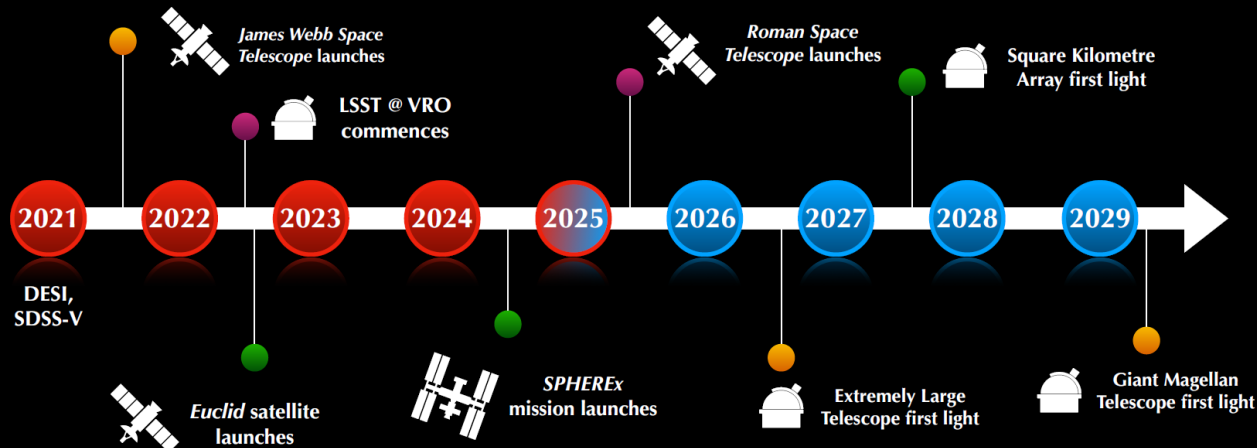 James Webb Space
Telescope launches
LSST @ VRO
commences
Roman Space
Telescope launches
Square Kilometre
Array first light
2021
2022
2023
2024
2025
2026
2027
2028
2029
DESI,
SDSS-V
Euclid satellite
launches
SPHEREx
mission launches
Extremely Large
Telescope first light
Giant Magellan
Telescope first light